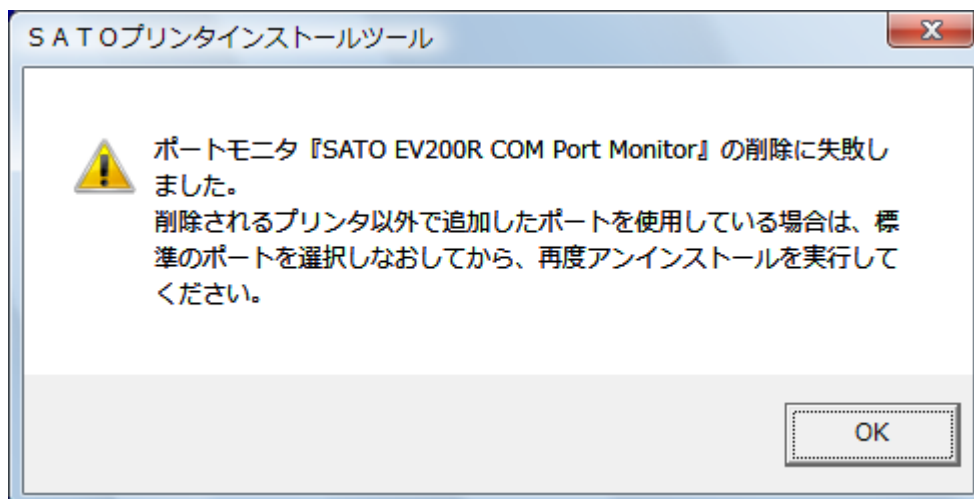 ＳＡＴＯプリンタインストールツール
ポートモニタ『SATO EV200R COM Port Monitor』の削除に失敗し
ました。
削除されるプリンタ以外で追加したポートを使用している場合は、標
準のポートを選択しなおしてから、再度アンインストールを実行して
ください。
OK